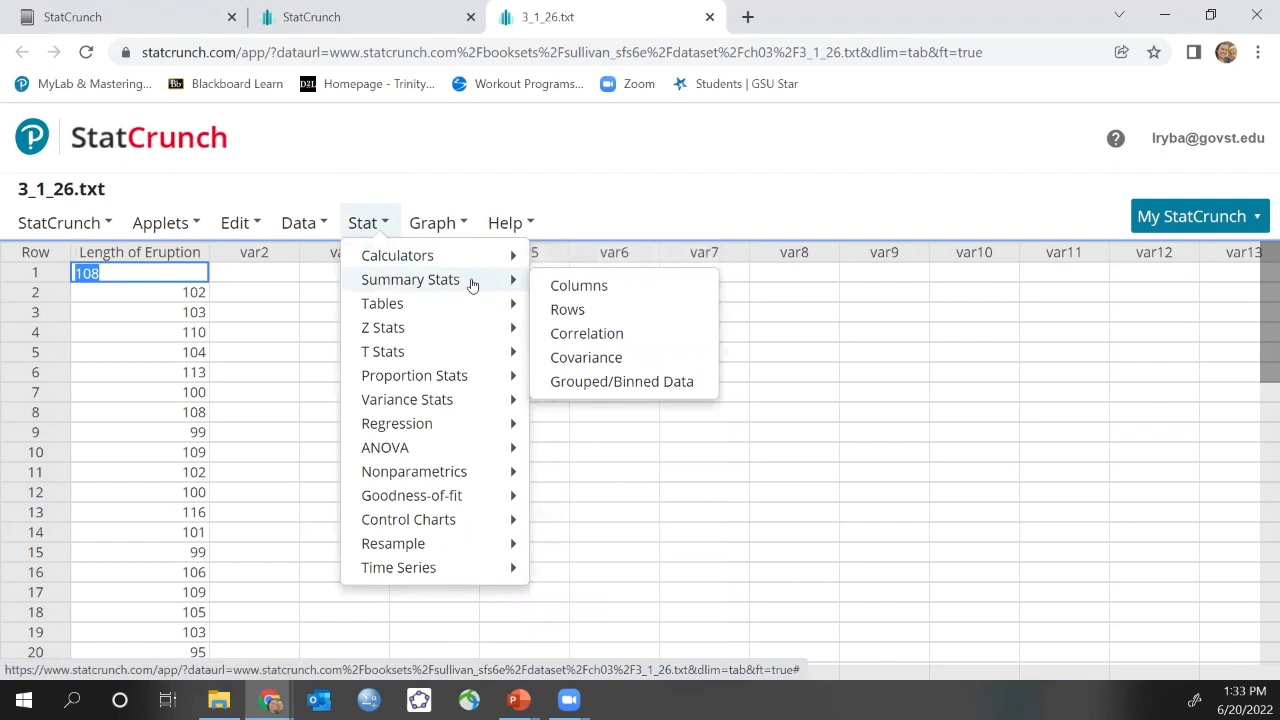 StatCrunch
StatCrunch
3_1_26.txt
statcrunch.com/app/?dataurl=www.statcrunch.com%2Fbooksets%2Fsullivan_sfs6e%2Fdataset%2Fch03%2F3_1_26.txt&dlim=tab&ft=true
MyLab & Mastering... Bb Blackboard Learn D2L Homepage - Trinity... Workout Programs... Zoom Students | GSU Star
P StatCrunch
? lryba@govst.edu
3_1_26.txt
StatCrunch Applets Edit Data Stat Graph Help
My StatCrunch
Row Length of Eruption var2 va 5 var6 var7 var8 var9 var10 var11 var12 var13
1 108
2 102
3 103
4 110
5 104
6 113
7 100
8 108
9 99
10 109
11 102
12 100
13 116
14 101
15 99
16 106
17 109
18 105
19 103
20 95
Calculators
Summary Stats
Tables
Z Stats
T Stats
Proportion Stats
Variance Stats
Regression
ANOVA
Nonparametrics
Goodness-of-fit
Control Charts
Resample
Time Series
Columns
Rows
Correlation
Covariance
Grouped/Binned Data
https://www.statcrunch.com/app/?dataurl=www.statcrunch.com%2Fbooksets%2Fsullivan_sfs6e%2Fdataset%2Fch03%2F3_1_26.txt&dlim=tab&ft=true#
1:33 PM
6/20/2022